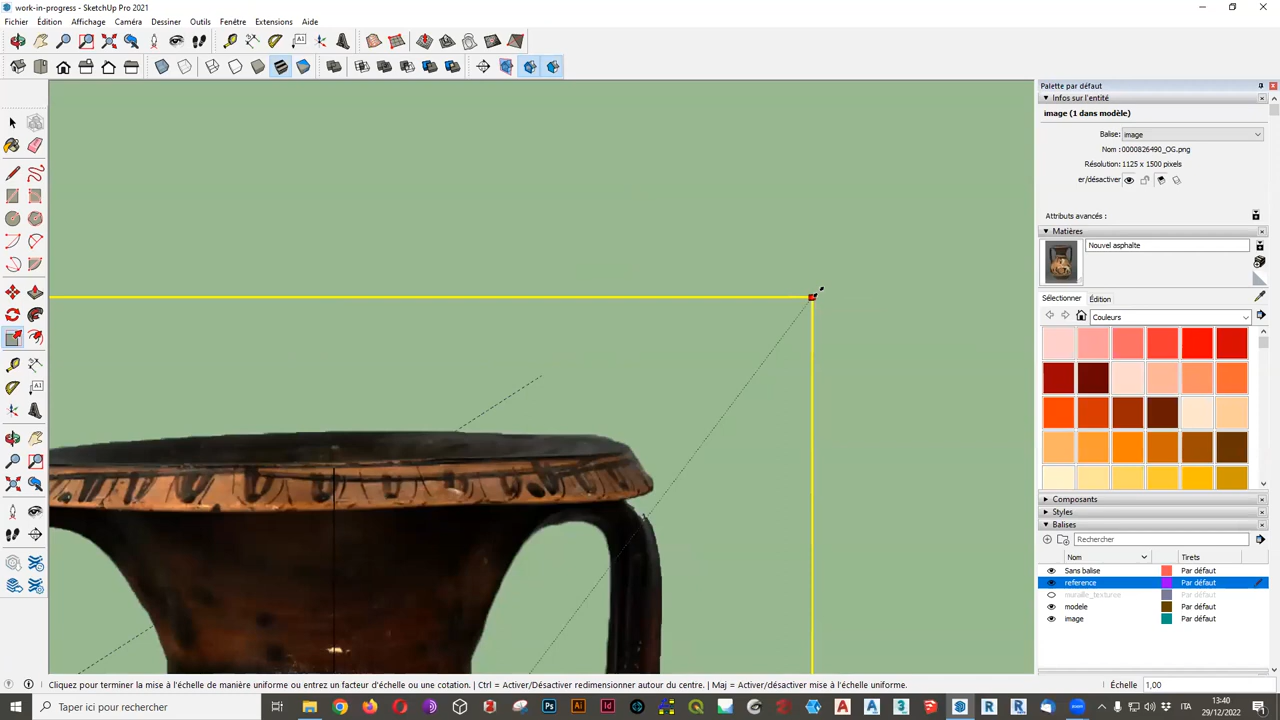 work-in-progress - SketchUp Pro 2021
Fichier Édition Affichage Caméra Dessiner Outils Fenêtre Extensions Aide
Palette par défaut
Infos sur l'entité
image (1 dans modèle)
Balise: image
Nom : 0000826490_OG.png
Résolution: 1125 x 1500 pixels
er/désactiver
Attributs avancés :
Matières
Nouvel asphalte
Sélectionner Édition
Couleurs
Composants
Styles
Balises
Rechercher
Nom Tirets
Sans balise Par défaut
reference Par défaut
muraille_texturee Par défaut
modele Par défaut
image Par défaut
Cliquez pour terminer la mise à l'échelle de manière uniforme ou entrez un facteur d'échelle ou une cotation. | Ctrl = Activer/Désactiver redimensionner autour du centre. | Maj = Activer/désactiver mise à l'échelle uniforme.
Échelle 1,00
Taper ici pour rechercher
ITA
13:40
29/12/2022